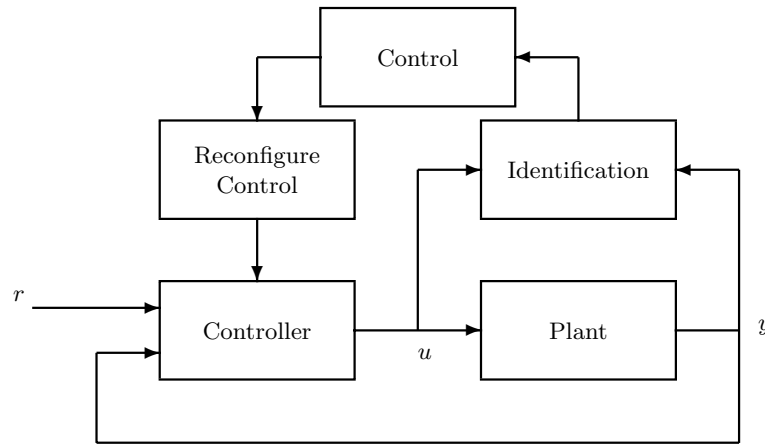 Control
Reconfigure
Control
Identification
r
Controller
Plant
u
y